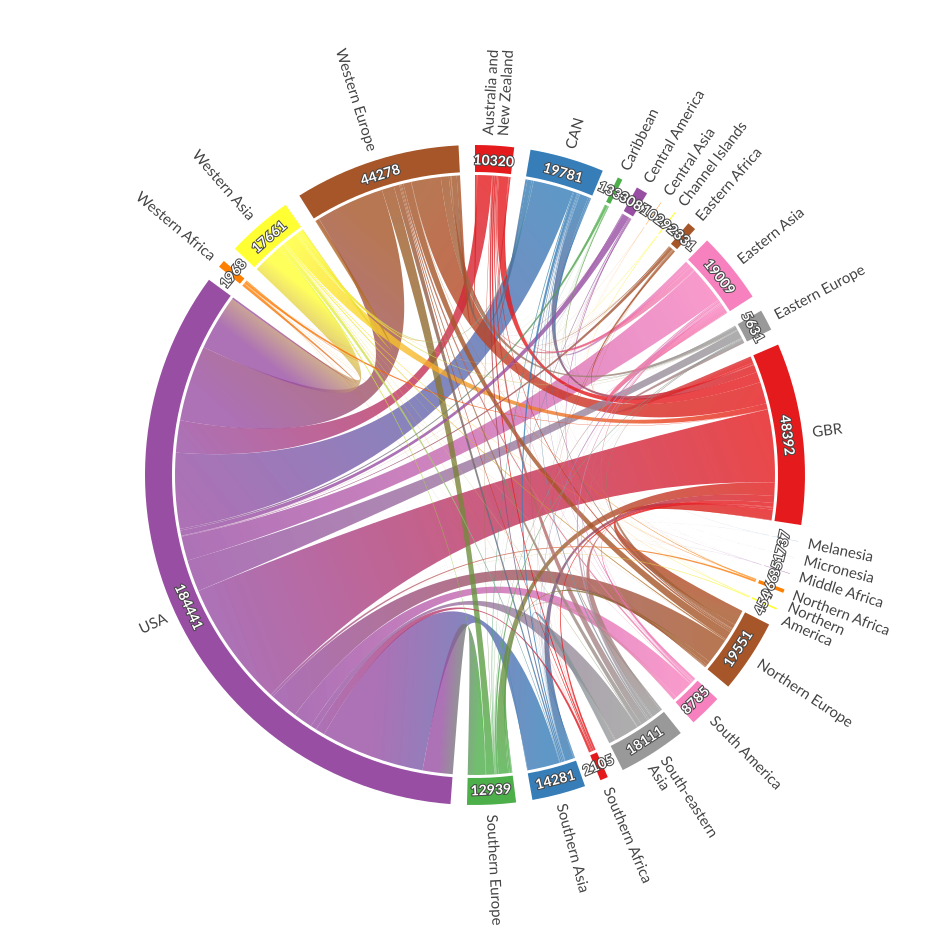 Western Europe
44278
Australia and
New Zealand
10320
CAN
19781
Caribbean
Central America
Central Asia
Channel Islands
Eastern Africa
2331
Eastern Asia
19009
Eastern Europe
5631
GBR
48392
Melanesia
Micronesia
Middle Africa
Northern Africa
Northern
America
Northern Europe
19551
South America
8785
South-eastern
Asia
18111
Southern Africa
2105
Southern Asia
14281
Southern Europe
12939
USA
184441
Western Africa
1968
Western Asia
17661